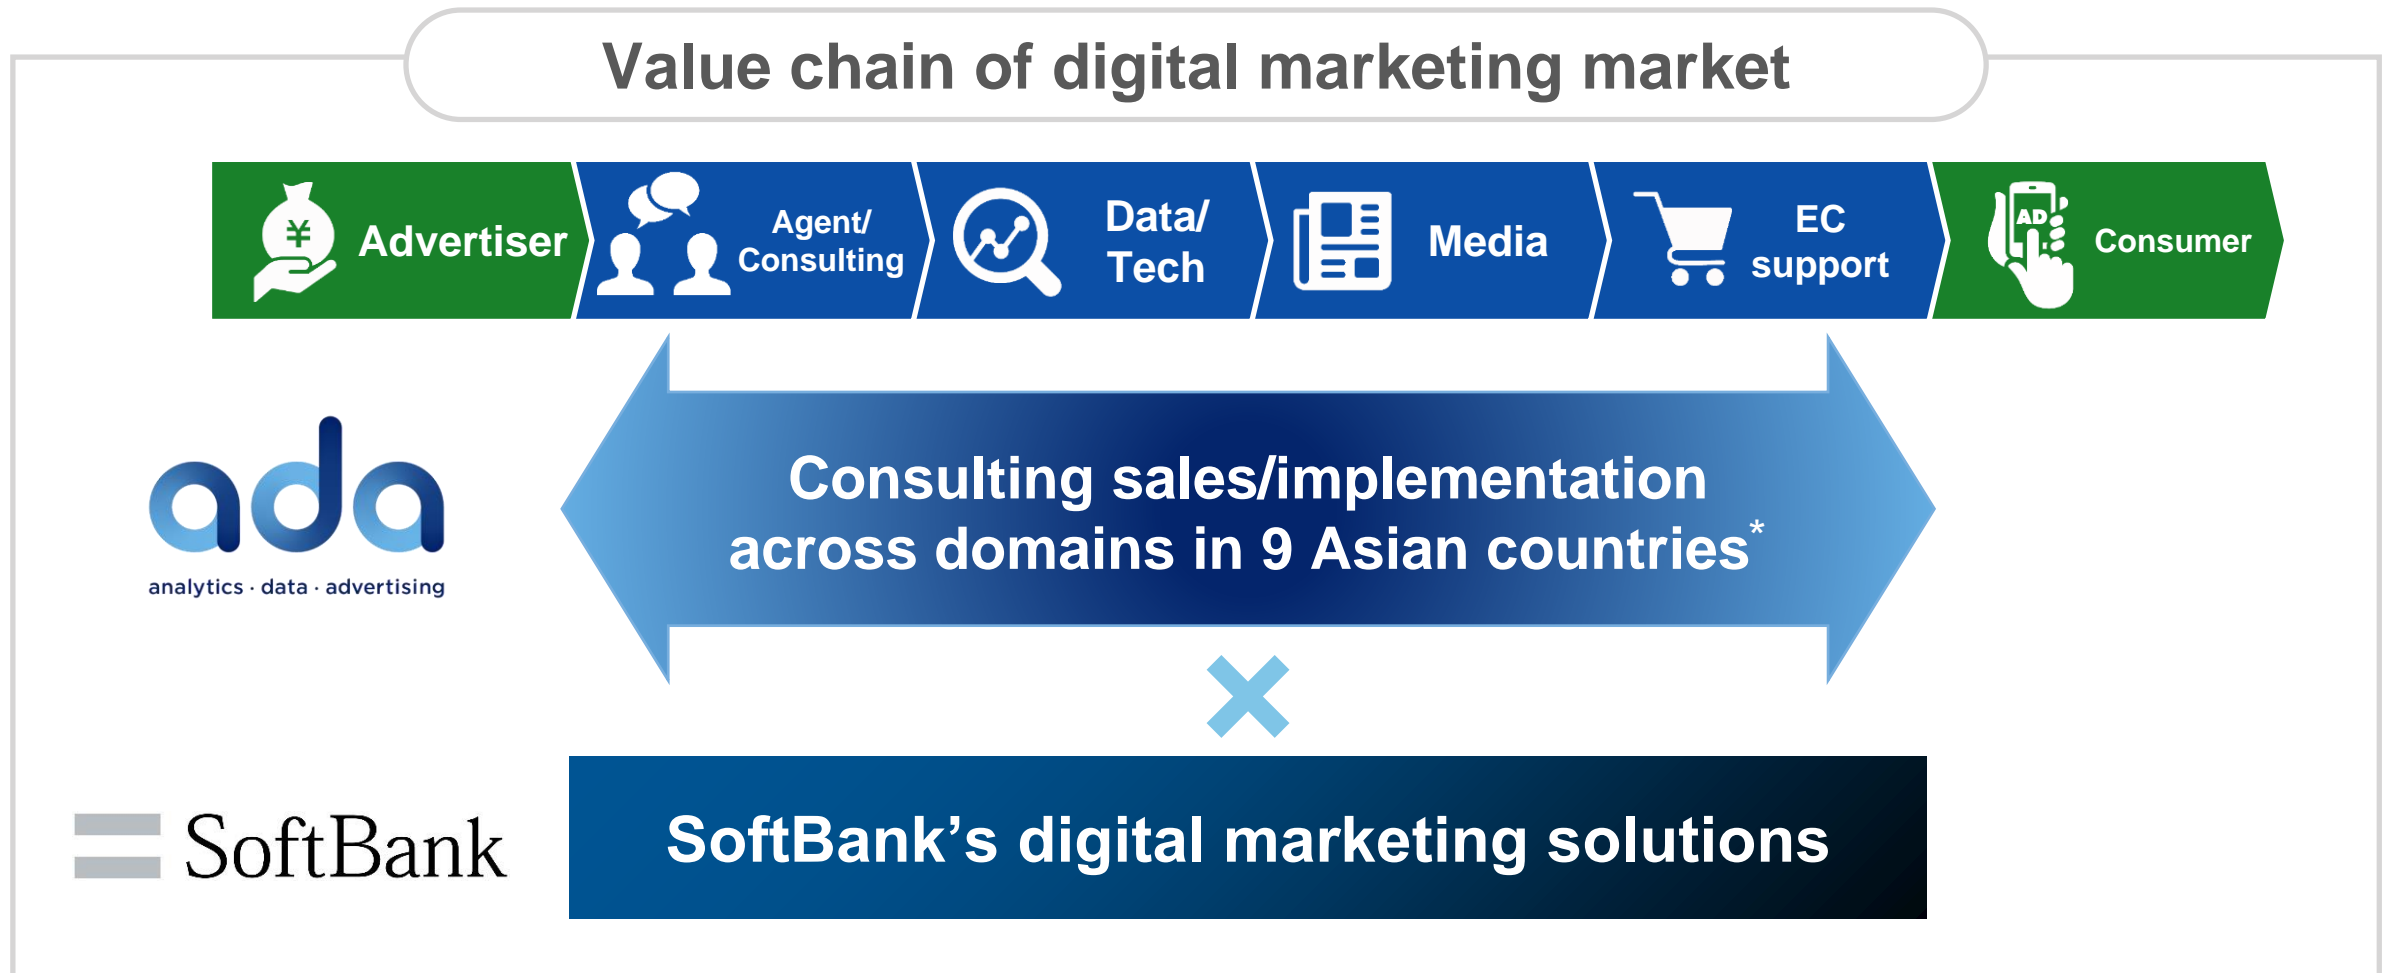 Value chain of digital marketing market
¥
Advertiser
Agent/
Consulting
Data/
Tech
Media
EC
support
AD
Consumer
ada
analytics · data · advertising
Consulting sales/implementation
across domains in 9 Asian countries*
SoftBank
SoftBank’s digital marketing solutions